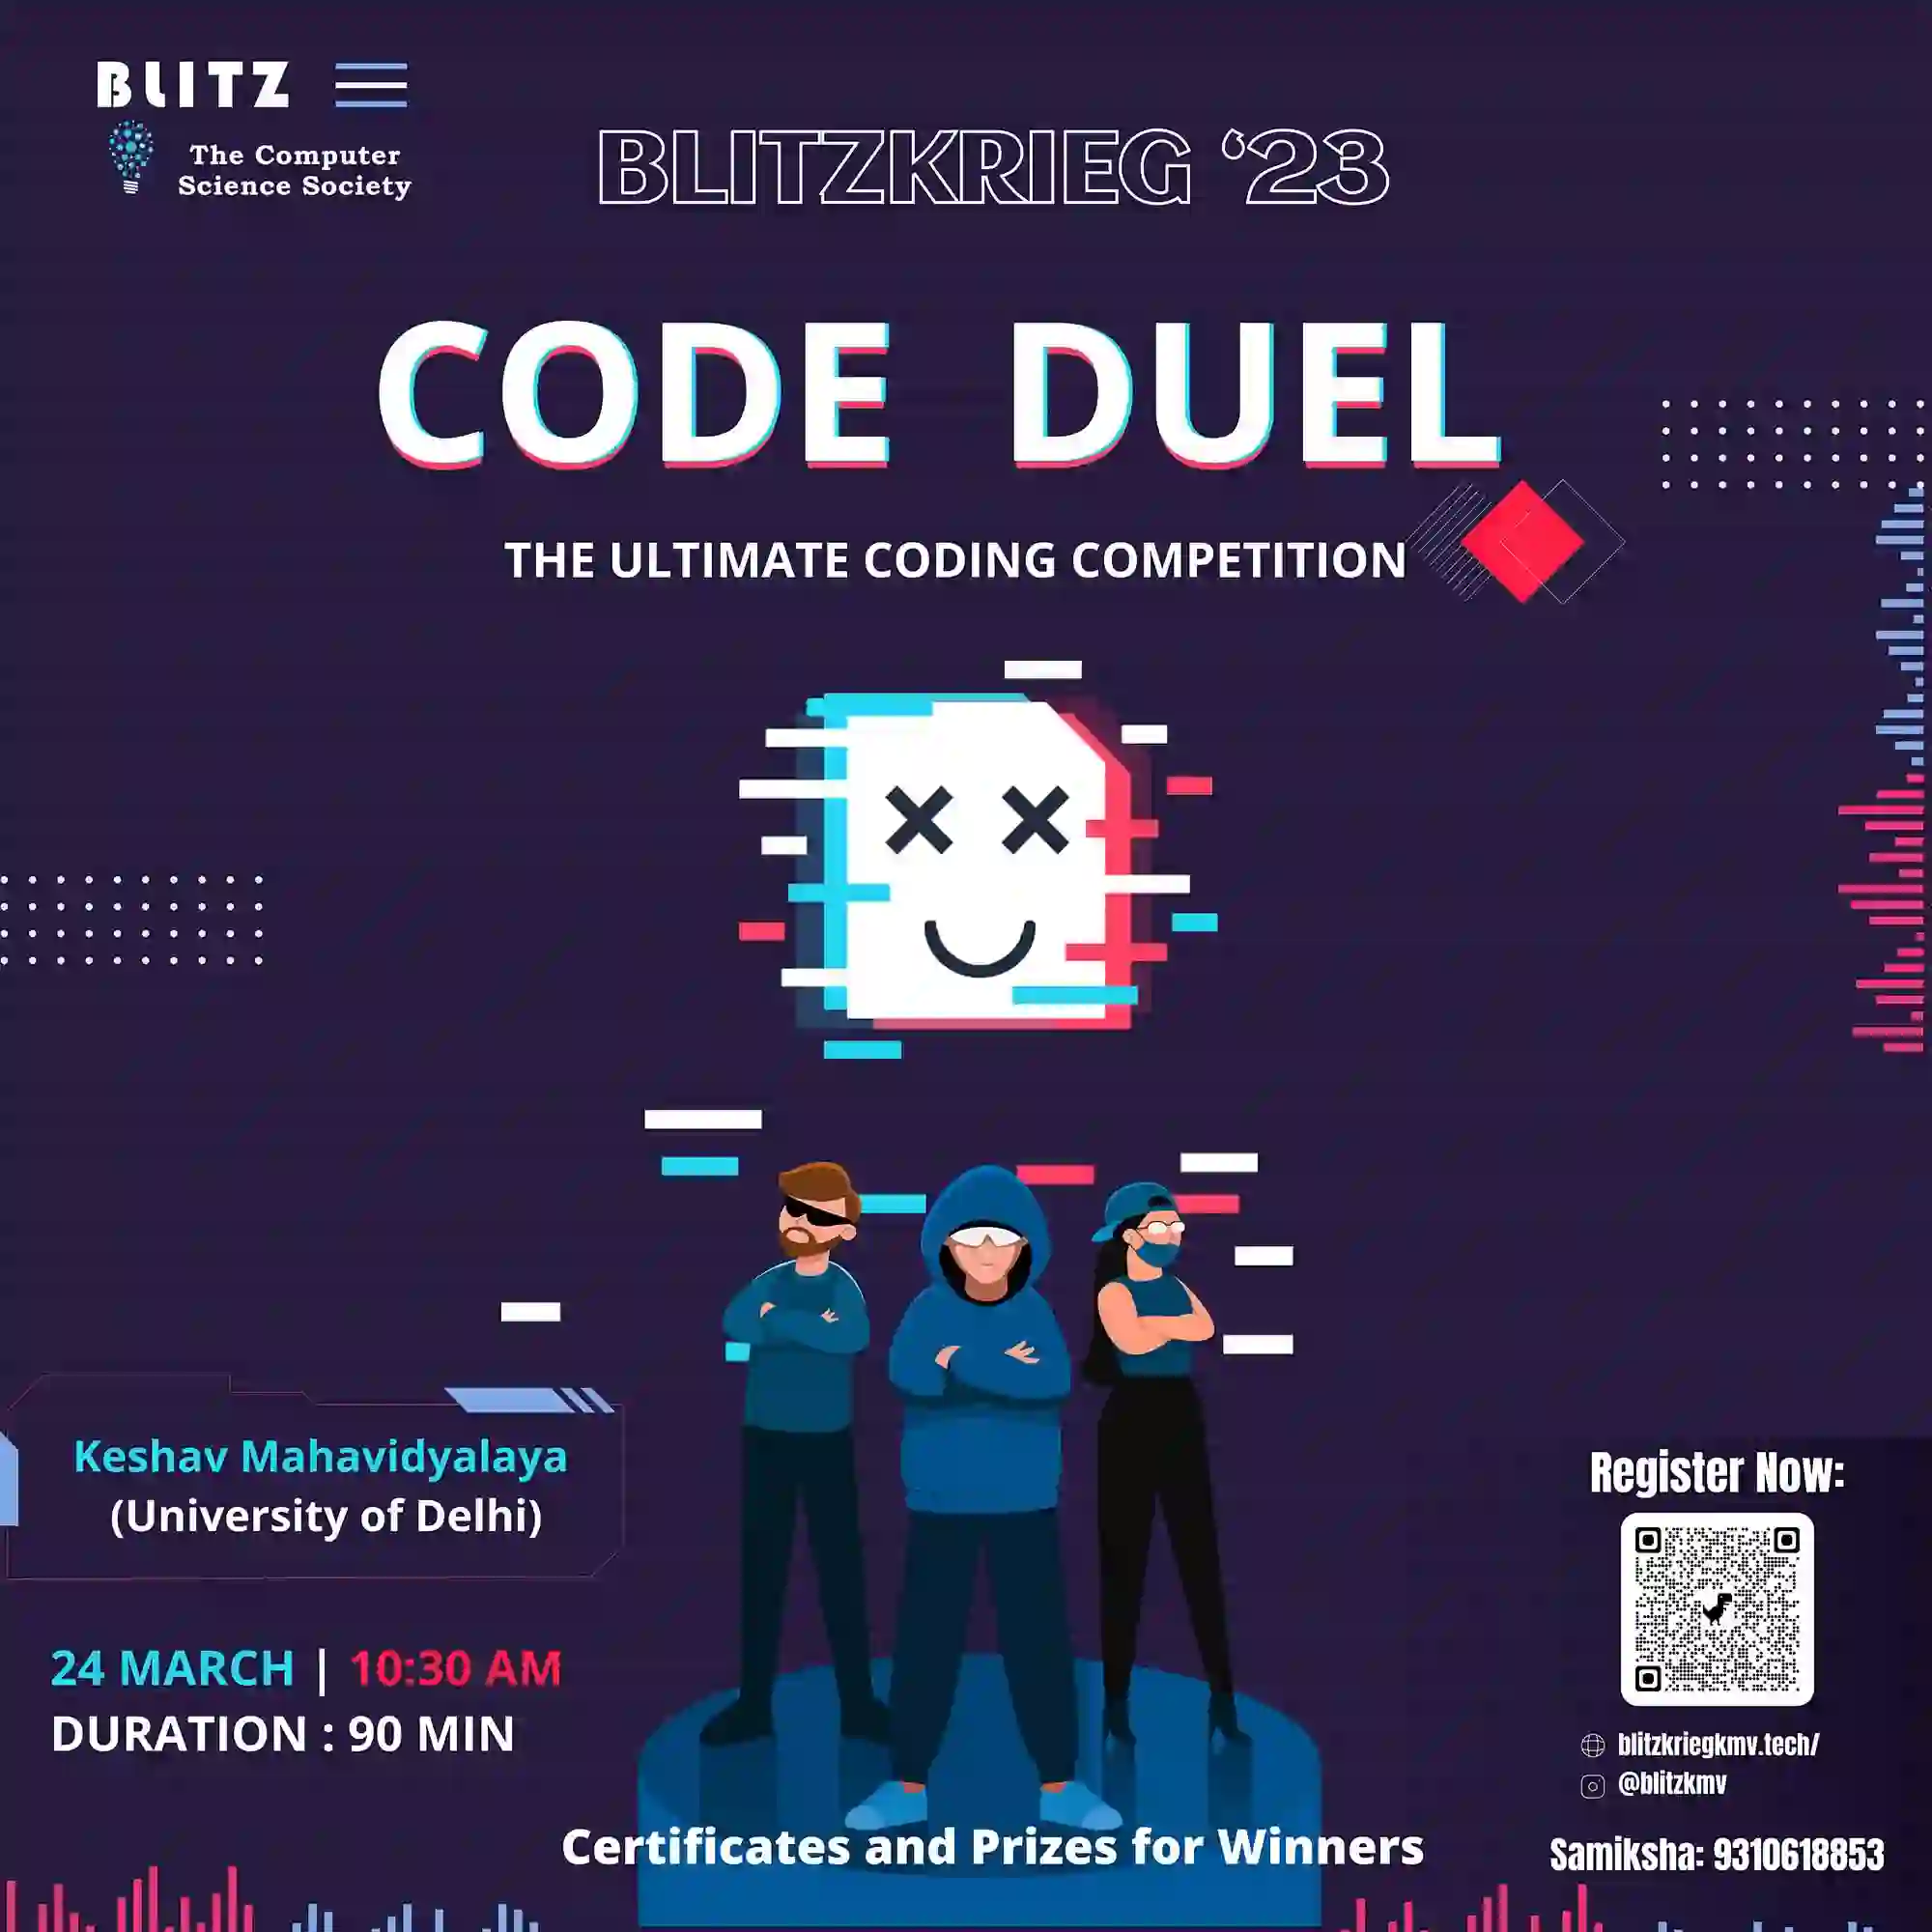 BLITZ
The Computer
Science Society
BLITZKRIEG ‘23
CODE DUEL
THE ULTIMATE CODING COMPETITION
Keshav Mahavidyalaya
(University of Delhi)
24 MARCH | 10:30 AM
DURATION : 90 MIN
Register Now:
blitzkriegkmv.tech/
@blitzkmv
Certificates and Prizes for Winners
Samiksha: 9310618853